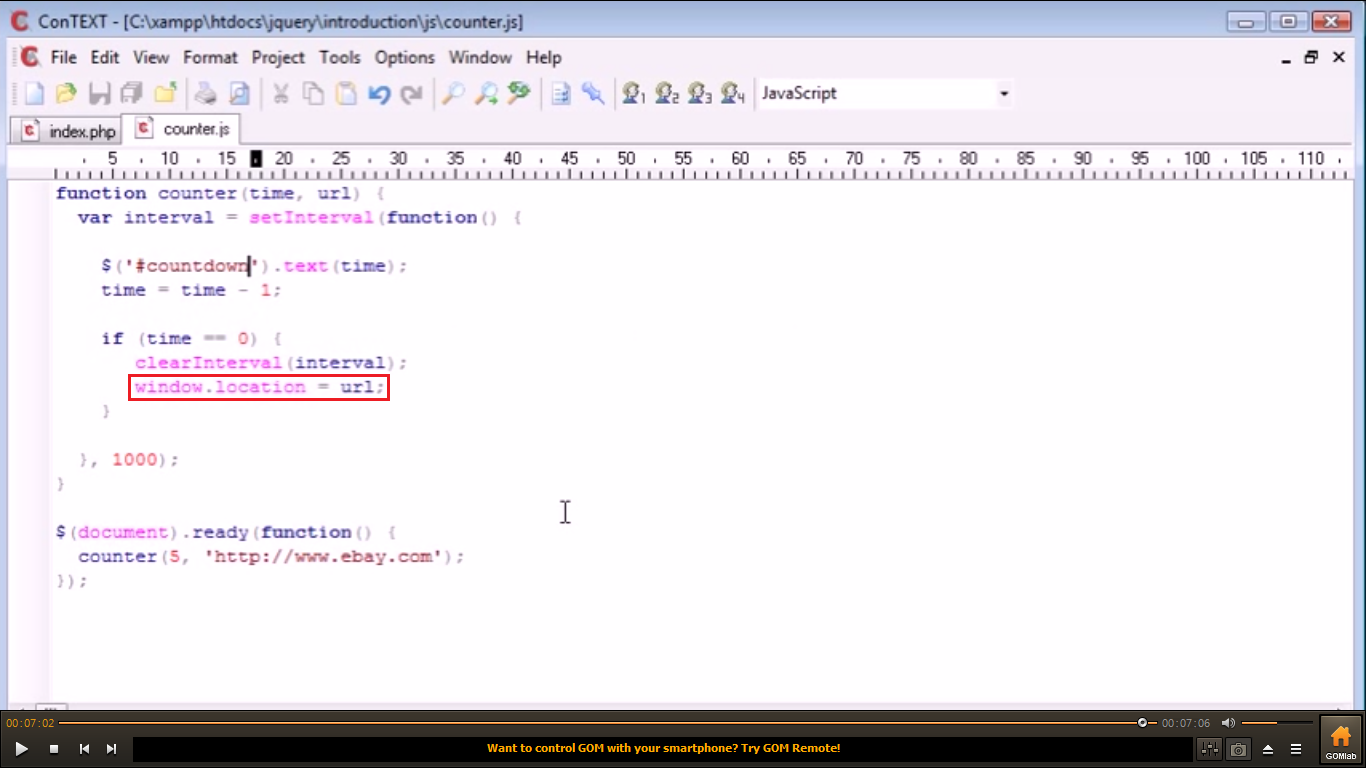 ConTEXT - [C:\xampp\htdocs\jquery\introduction\js\counter.js]
File Edit View Format Project Tools Options Window Help
1 2 3 4 JavaScript
index.php counter.js
5 10 15 20 25 30 35 40 45 50 55 60 65 70 75 80 85 90 95 100 105 110
function counter(time, url) {
var interval = setInterval(function() {
$('#countdown').text(time);
time = time - 1;
if (time == 0) {
clearInterval(interval);
window.location = url;
}
}, 1000);
}
$(document).ready(function() {
counter(5, 'http://www.ebay.com');
});
00:07:02 00:07:06
Want to control GOM with your smartphone? Try GOM Remote!
GOMlab